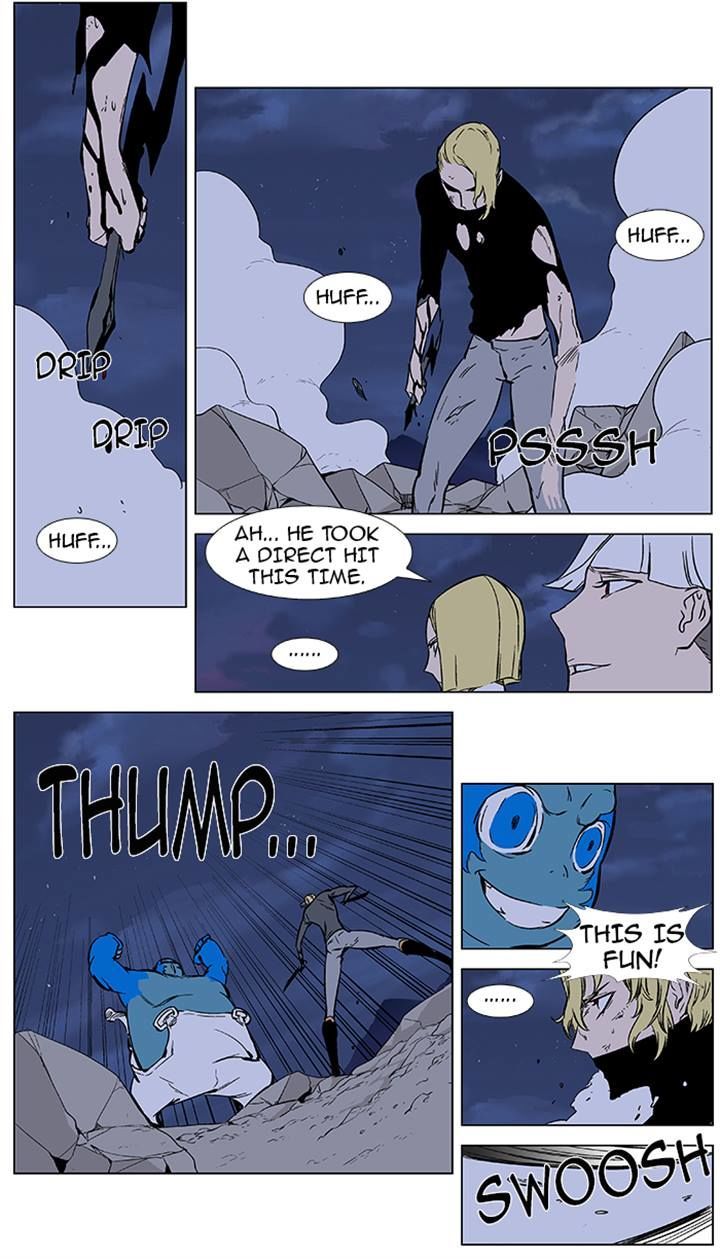 DRIP
DRIP
HUFF...
HUFF...
HUFF...
PSSSH
AH... HE TOOK
A DIRECT HIT
THIS TIME.
......
THUMP...
THIS IS
FUN!
......
SWOOSH